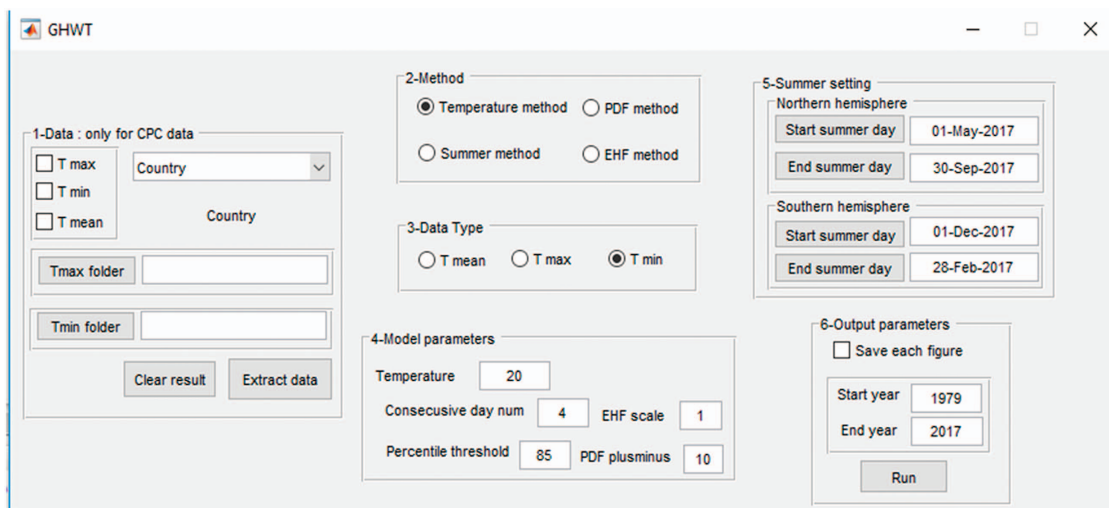 GHWT
1-Data : only for CPC data
T max
T min
T mean
Country
Country
Tmax folder
Tmin folder
Clear result
Extract data
2-Method
Temperature method
PDF method
Summer method
EHF method
3-Data Type
T mean
T max
T min
4-Model parameters
Temperature
20
Consecusive day num
4
EHF scale
1
Percentile threshold
85
PDF plusminus
10
5-Summer setting
Northern hemisphere
Start summer day
01-May-2017
End summer day
30-Sep-2017
Southern hemisphere
Start summer day
01-Dec-2017
End summer day
28-Feb-2017
6-Output parameters
Save each figure
Start year
1979
End year
2017
Run